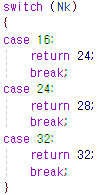 switch (Nk)
{
case 16:
return 24;
break;
case 24:
return 28;
break;
case 32:
return 32;
break;
}